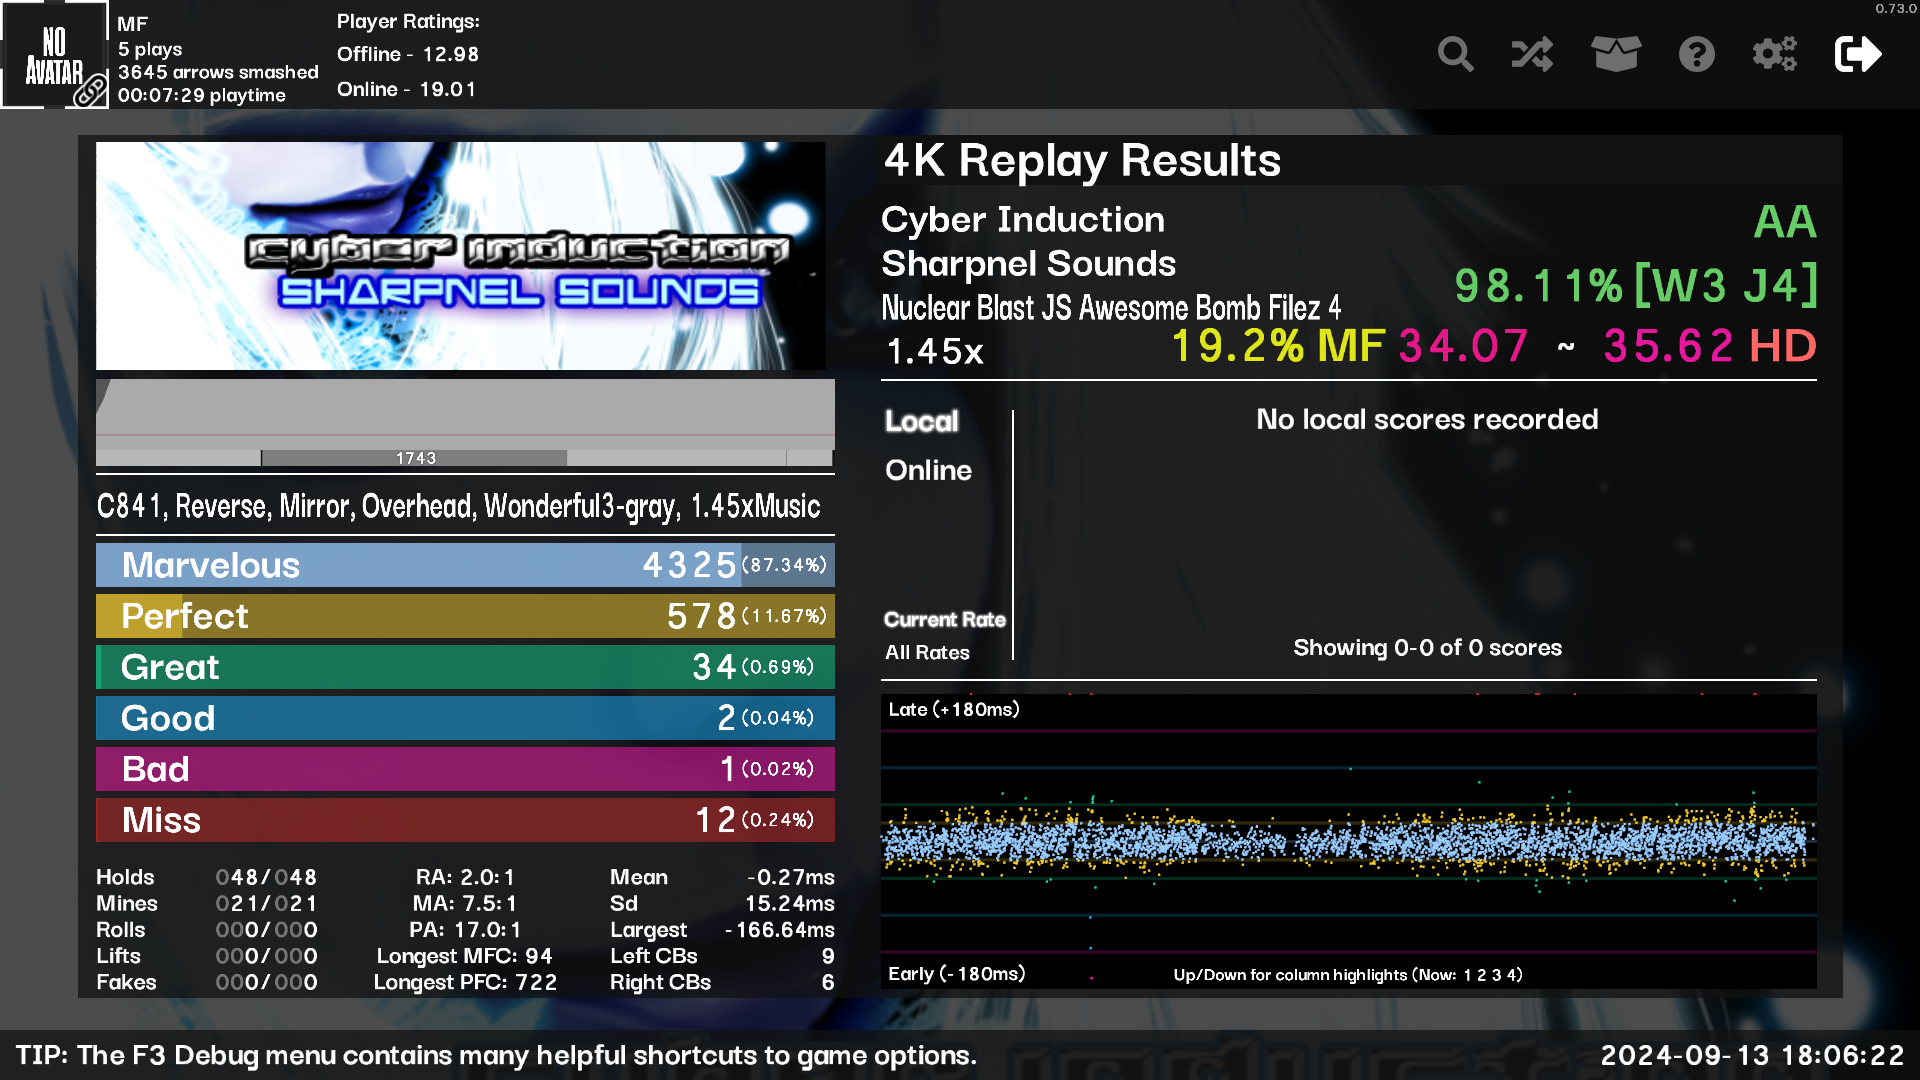 0.73.0
NO AVATAR
MF
5 plays
3645 arrows smashed
00:07:29 playtime
Player Ratings:
Offline - 12.98
Online - 19.01
cyber induction
SHARPNEL SOUNDS
1743
C841, Reverse, Mirror, Overhead, Wonderful3-gray, 1.45xMusic
Marvelous 4325 (87.34%)
Perfect 578 (11.67%)
Great 34 (0.69%)
Good 2 (0.04%)
Bad 1 (0.02%)
Miss 12 (0.24%)
Holds 048/048 RA: 2.0:1 Mean -0.27ms
Mines 021/021 MA: 7.5:1 Sd 15.24ms
Rolls 000/000 PA: 17.0:1 Largest -166.64ms
Lifts 000/000 Longest MFC: 94 Left CBs 9
Fakes 000/000 Longest PFC: 722 Right CBs 6
4K Replay Results
Cyber Induction AA
Sharpnel Sounds 98.11% [W3 J4]
Nuclear Blast JS Awesome Bomb Filez 4
1.45x 19.2% MF 34.07 ~ 35.62 HD
Local
Online
No local scores recorded
Current Rate
All Rates
Showing 0-0 of 0 scores
Late (+180ms)
Early (-180ms) Up/Down for column highlights (Now: 1 2 3 4)
TIP: The F3 Debug menu contains many helpful shortcuts to game options.
2024-09-13 18:06:22